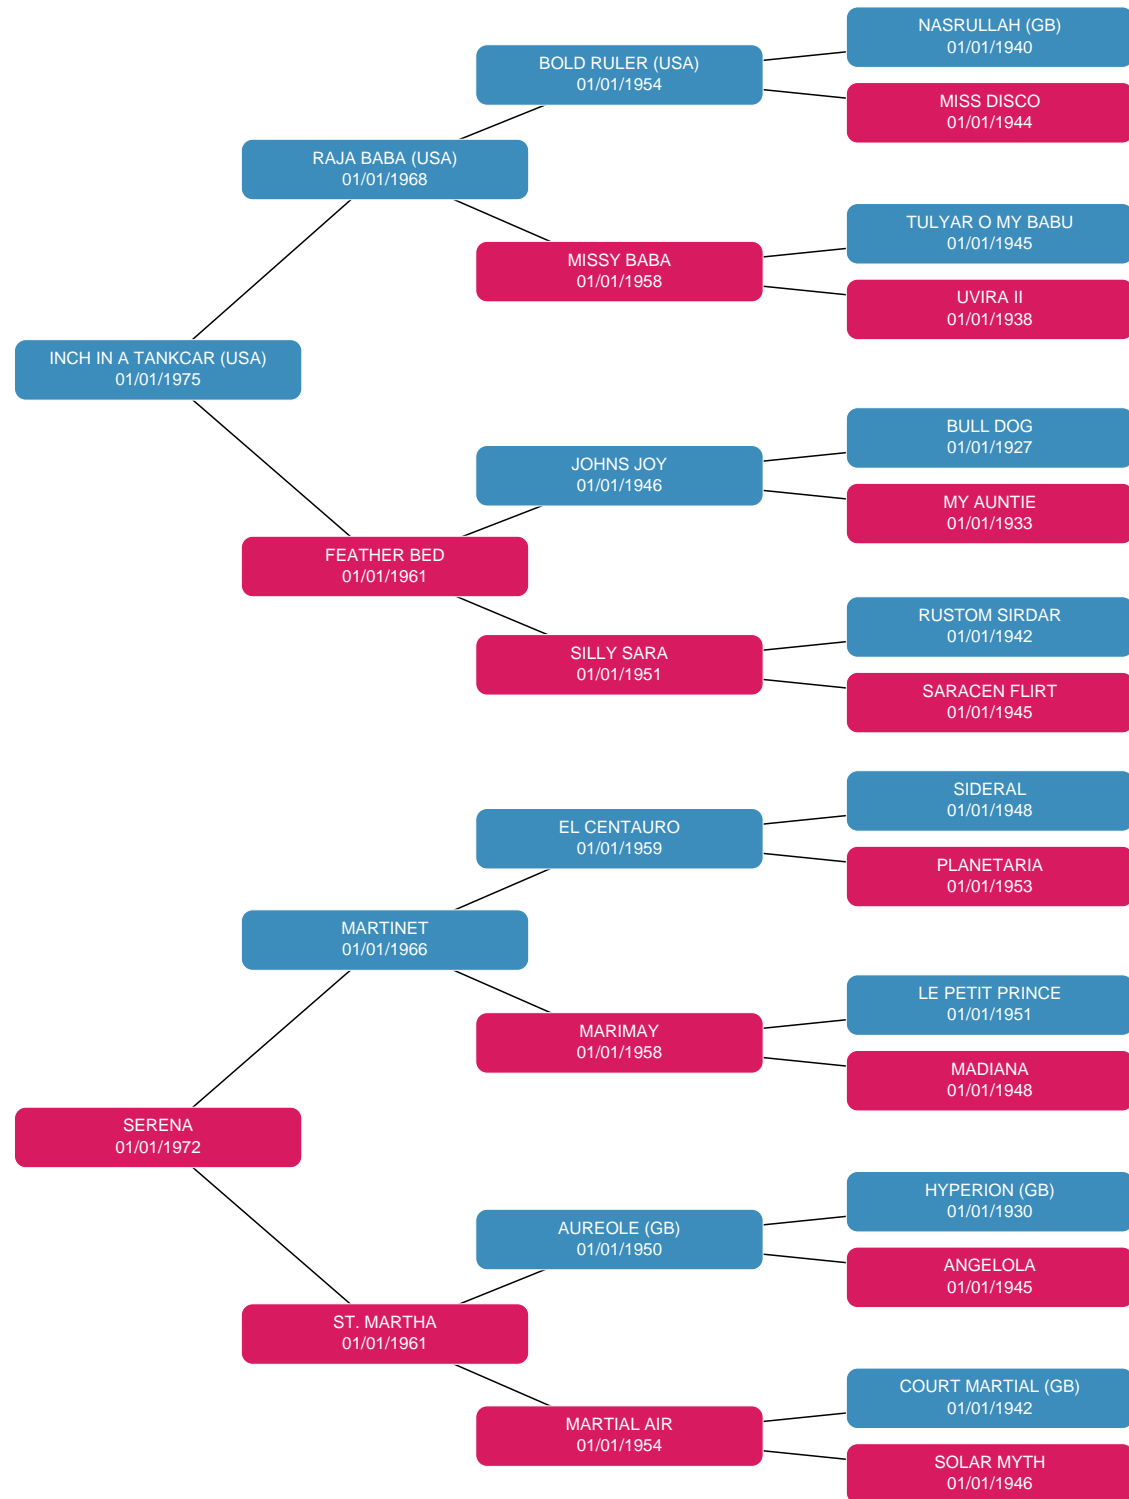 NASRULLAH (GB)
01/01/1940
BOLD RULER (USA)
01/01/1954
MISS DISCO
01/01/1944
RAJA BABA (USA)
01/01/1968
TULYAR O MY BABU
01/01/1945
MISSY BABA
01/01/1958
UVIRA II
01/01/1938
INCH IN A TANKCAR (USA)
01/01/1975
BULL DOG
01/01/1927
JOHNS JOY
01/01/1946
MY AUNTIE
01/01/1933
FEATHER BED
01/01/1961
RUSTOM SIRDAR
01/01/1942
SILLY SARA
01/01/1951
SARACEN FLIRT
01/01/1945
SIDERAL
01/01/1948
EL CENTAURO
01/01/1959
PLANETARIA
01/01/1953
MARTINET
01/01/1966
LE PETIT PRINCE
01/01/1951
MARIMAY
01/01/1958
MADIANA
01/01/1948
SERENA
01/01/1972
HYPERION (GB)
01/01/1930
AUREOLE (GB)
01/01/1950
ANGELOLA
01/01/1945
ST. MARTHA
01/01/1961
COURT MARTIAL (GB)
01/01/1942
MARTIAL AIR
01/01/1954
SOLAR MYTH
01/01/1946